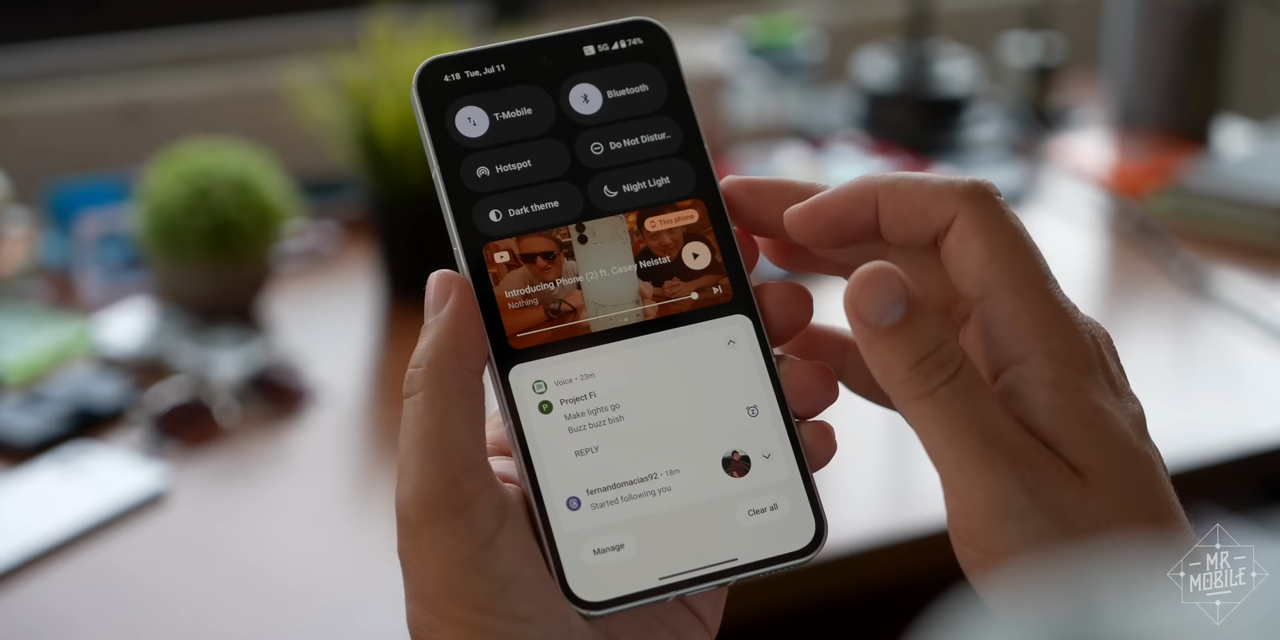 4:18 Tue, Jul 11
5G 74%
T-Mobile
Bluetooth
Hotspot
Do Not Distur..
Dark theme
Night Light
This phone
Introducing Phone (2) ft. Casey Neistat
Nothing
Voice • 23m
Project Fi
P
Make lights go
Buzz buzz bish
REPLY
fernandomacias92 • 18m
Started following you
Clear all
Manage
MR
MOBILE